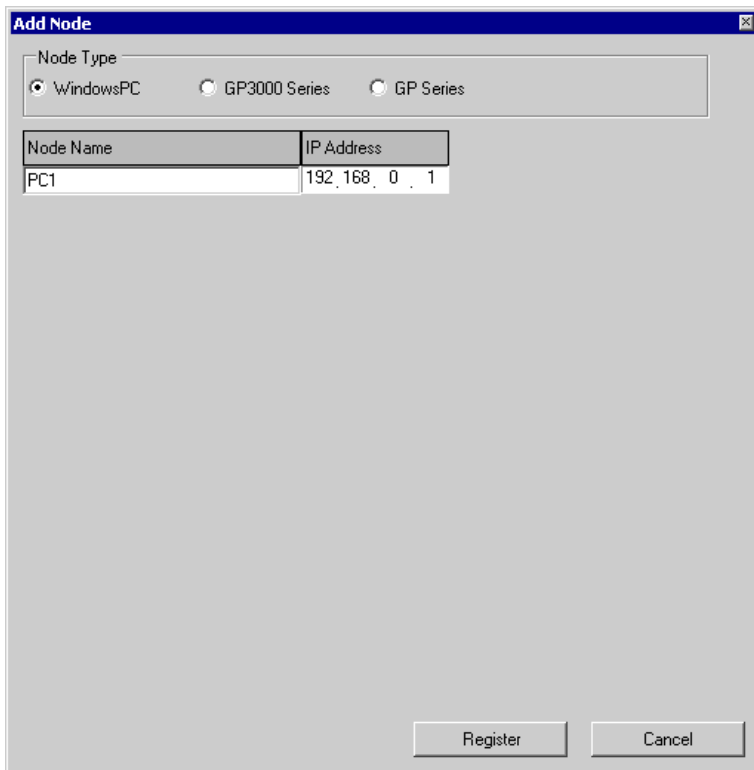 Add Node
Node Type
WindowsPC GP3000 Series GP Series
Node Name IP Address
PC1 192.168.0.1
Register Cancel